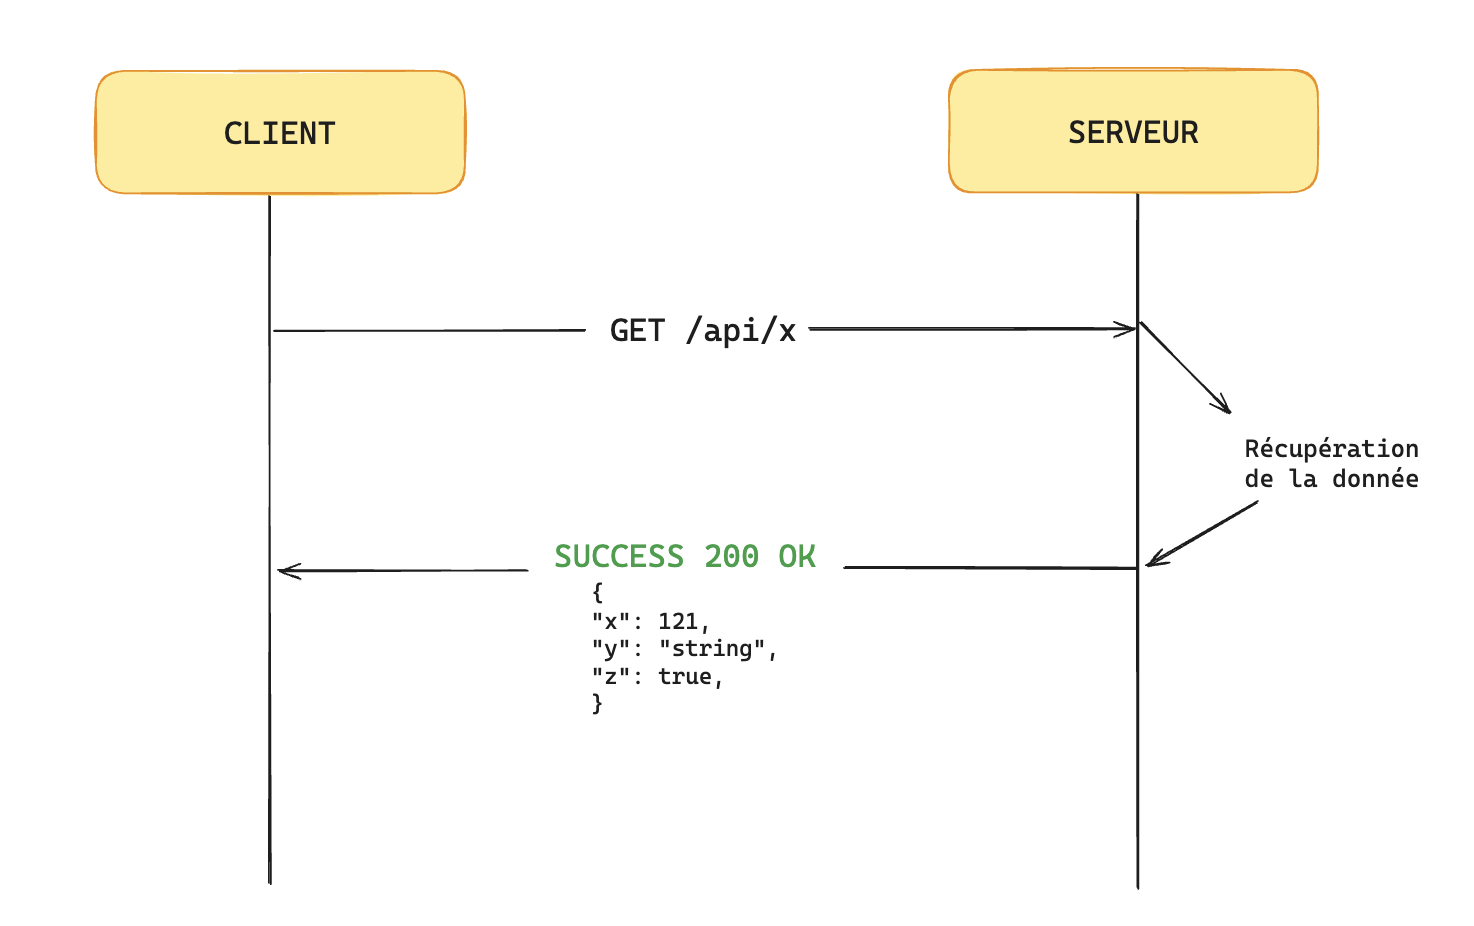 CLIENT
SERVEUR
GET /api/x
Récupération
de la donnée
SUCCESS 200 OK
{
"x": 121,
"y": "string",
"z": true,
}